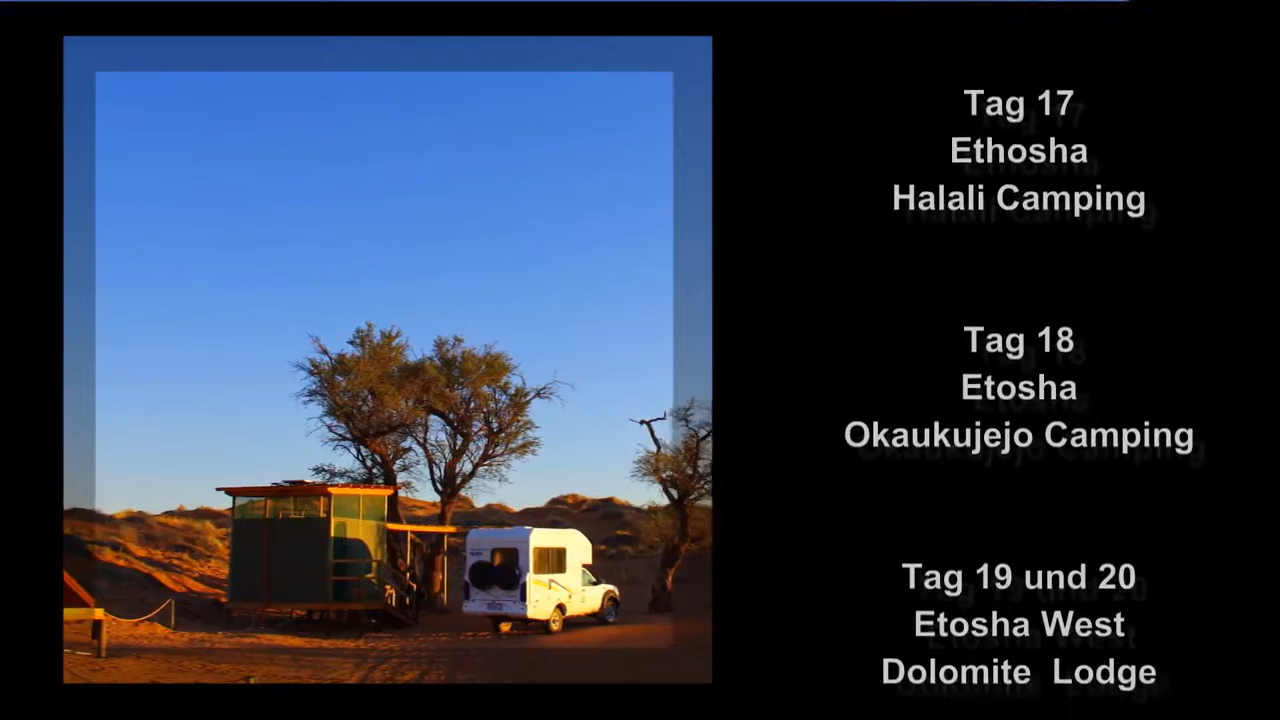 Tag 17
Ethosha
Halali Camping
Tag 18
Etosha
Okaukujejo Camping
Tag 19 und 20
Etosha West
Dolomite Lodge